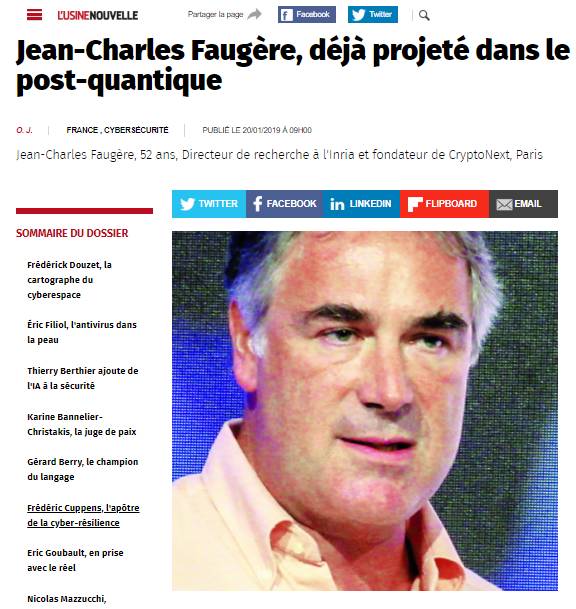 L'USINENOUVELLE Partager la page Facebook Twitter
Jean-Charles Faugère, déjà projeté dans le
post-quantique
O. J. FRANCE , CYBERSÉCURITÉ PUBLIÉ LE 20/01/2019 À 09H00
Jean-Charles Faugère, 52 ans, Directeur de recherche à l'Inria et fondateur de CryptoNext, Paris
TWITTER FACEBOOK LINKEDIN FLIPBOARD EMAIL
SOMMAIRE DU DOSSIER
Frédérick Douzet, la
cartographe du
cyberespace
Éric Filiol, l'antivirus dans
la peau
Thierry Berthier ajoute de
l'IA à la sécurité
Karine Bannelier-
Christakis, la juge de paix
Gérard Berry, le champion
du langage
Frédéric Cuppens, l'apôtre
de la cyber-résilience
Eric Goubault, en prise
avec le réel
Nicolas Mazzucchi,